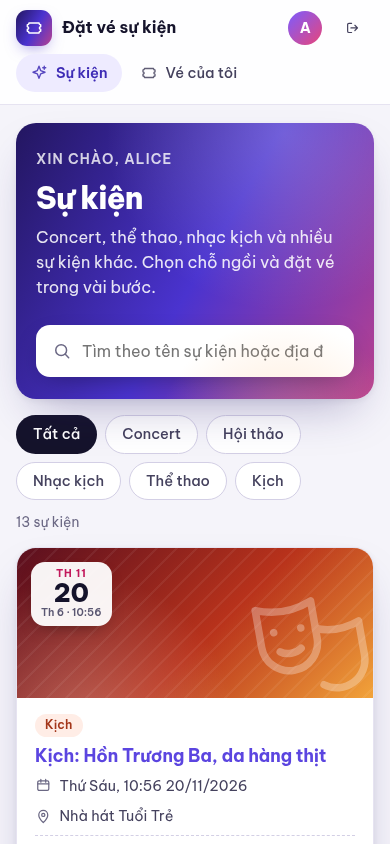 Đặt vé sự kiện
A
Sự kiện
Vé của tôi
XIN CHÀO, ALICE
Sự kiện
Concert, thể thao, nhạc kịch và nhiều
sự kiện khác. Chọn chỗ ngồi và đặt vé
trong vài bước.
Tìm theo tên sự kiện hoặc địa đ
Tất cả
Concert
Hội thảo
Nhạc kịch
Thể thao
Kịch
13 sự kiện
TH 11
20
Th 6 · 10:56
Kịch
Kịch: Hồn Trương Ba, da hàng thịt
Thứ Sáu, 10:56 20/11/2026
Nhà hát Tuổi Trẻ